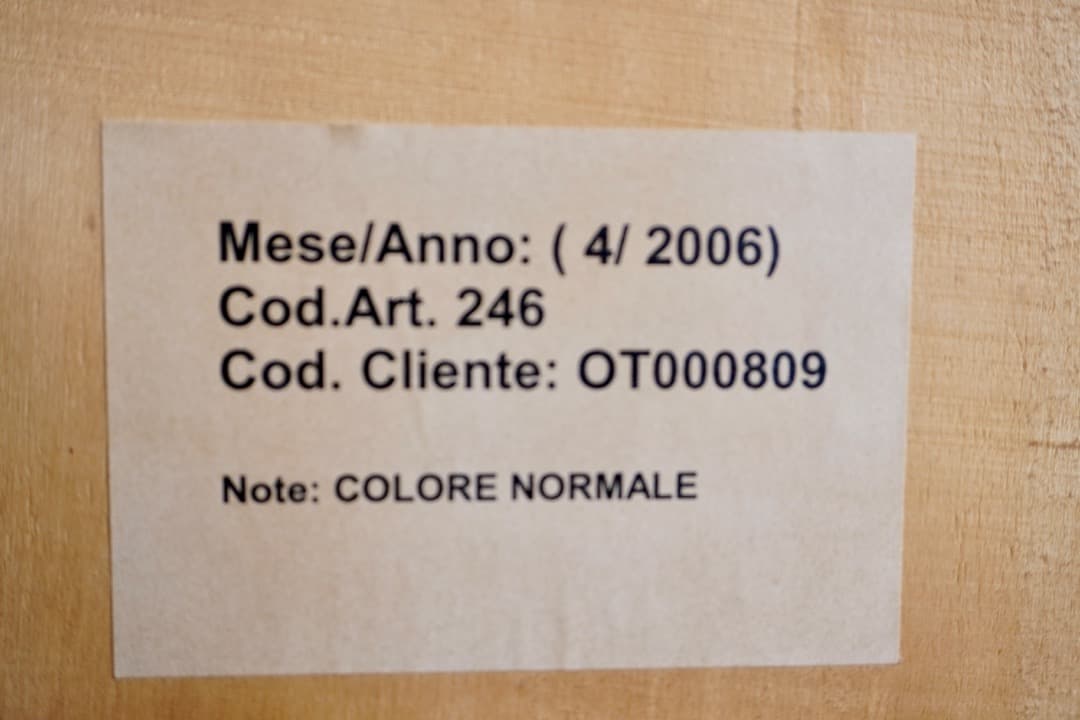 Mese/Anno: ( 4/ 2006)
Cod.Art. 246
Cod. Cliente: OT000809
Note: COLORE NORMALE